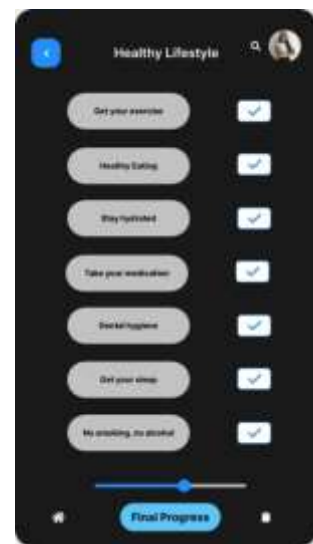 Healthy Lifestyle
Get your exercise
Healthy Eating
Stay hydrated
Take your medication
Dental hygiene
Get your sleep
No smoking, no alcohol
Final Progress